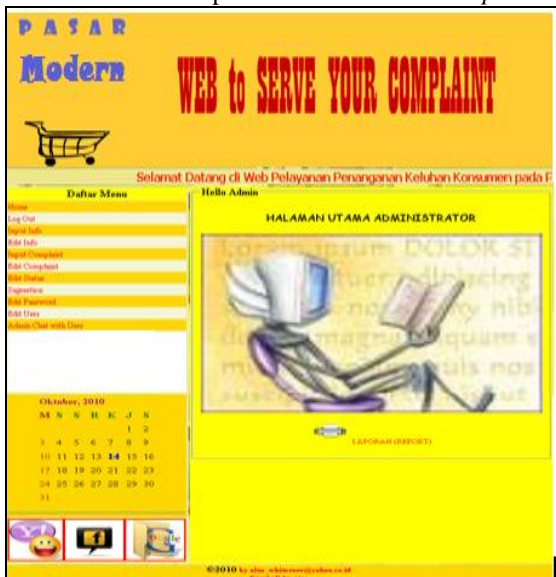 PASAR
Modern
WEB to SERVE YOUR COMPLAINT
Selamat Datang di Web Pelayanan Penanganan Keluhan Konsumen pada P
Daftar Menu
Home
Log Out
Input Info
Edit Info
Input Complaint
Edit Complaint
Edit Status
Sugesstion
Edit Password
Edit User
Admin Chat with User
Hello Admin
HALAMAN UTAMA ADMINISTRATOR
LAPORAN (REPORT)
Oktober, 2010
M S S R K J S
1 2
3 4 5 6 7 8 9
10 11 12 13 14 15 16
17 18 19 20 21 22 23
24 25 26 27 28 29 30
31
©2010 by